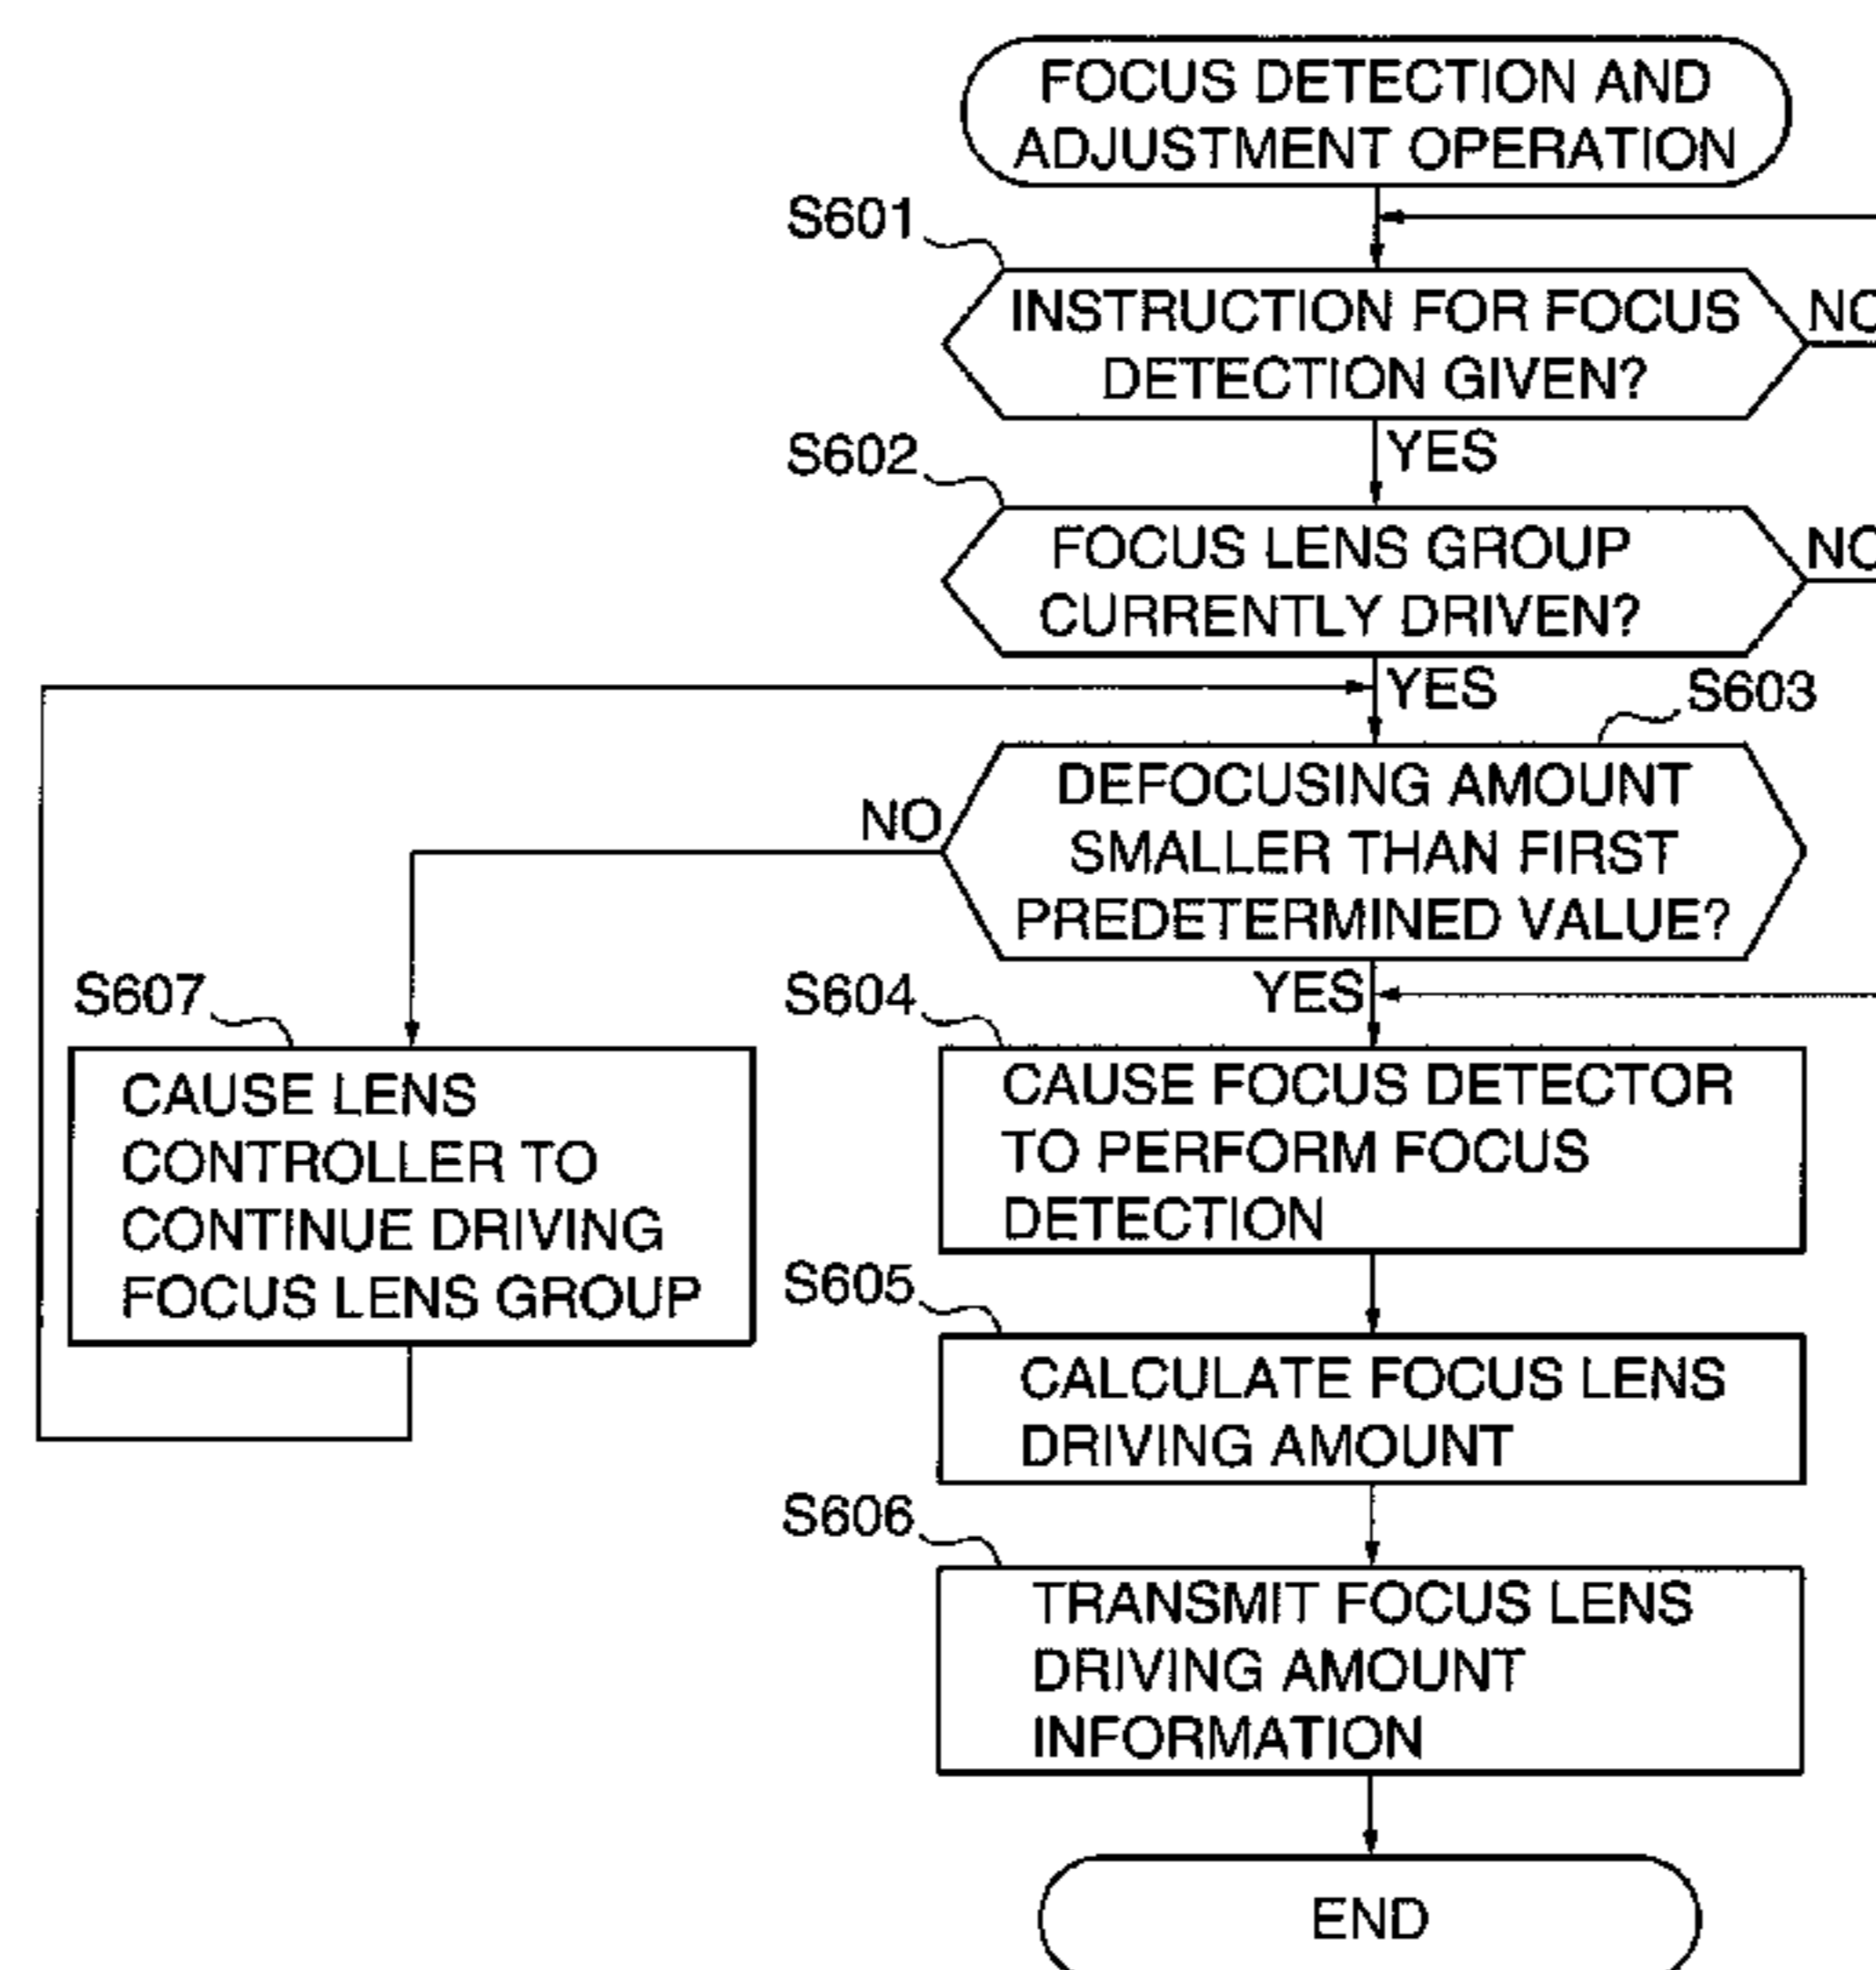 FOCUS DETECTION AND
ADJUSTMENT OPERATION
S601
INSTRUCTION FOR FOCUS
DETECTION GIVEN?
NO
YES
S602
FOCUS LENS GROUP
CURRENTLY DRIVEN?
NO
YES
S603
DEFOCUSING AMOUNT
SMALLER THAN FIRST
PREDETERMINED VALUE?
NO
YES
S607
CAUSE LENS
CONTROLLER TO
CONTINUE DRIVING
FOCUS LENS GROUP
S604
CAUSE FOCUS DETECTOR
TO PERFORM FOCUS
DETECTION
S605
CALCULATE FOCUS LENS
DRIVING AMOUNT
S606
TRANSMIT FOCUS LENS
DRIVING AMOUNT
INFORMATION
END